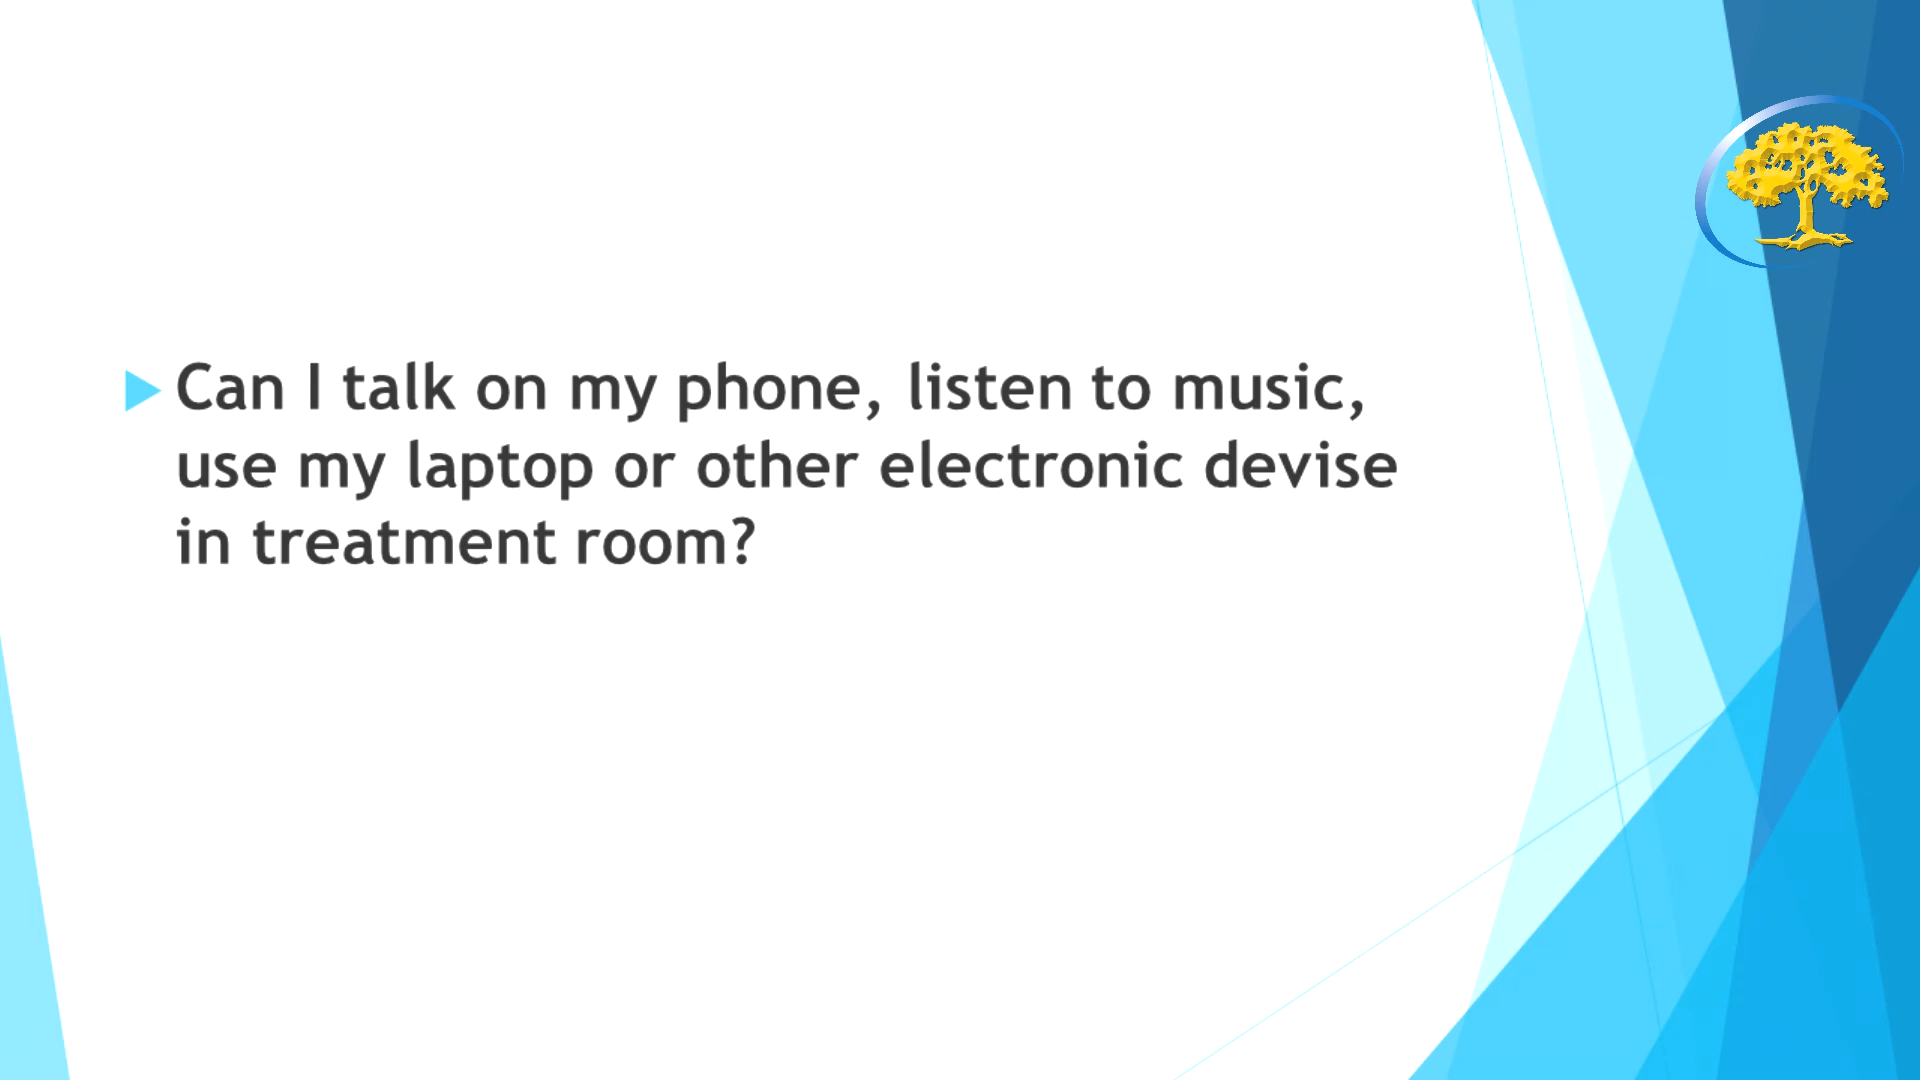 Can I talk on my phone, listen to music,
use my laptop or other electronic devise
in treatment room?